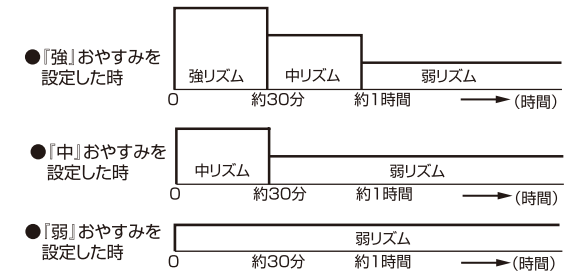 ●『強』おやすみを
設定した時
強リズム 中リズム 弱リズム
0 約30分 約1時間 (時間)
●『中』おやすみを
設定した時
中リズム 弱リズム
0 約30分 約1時間 (時間)
●『弱』おやすみを
設定した時
弱リズム
0 約30分 約1時間 (時間)